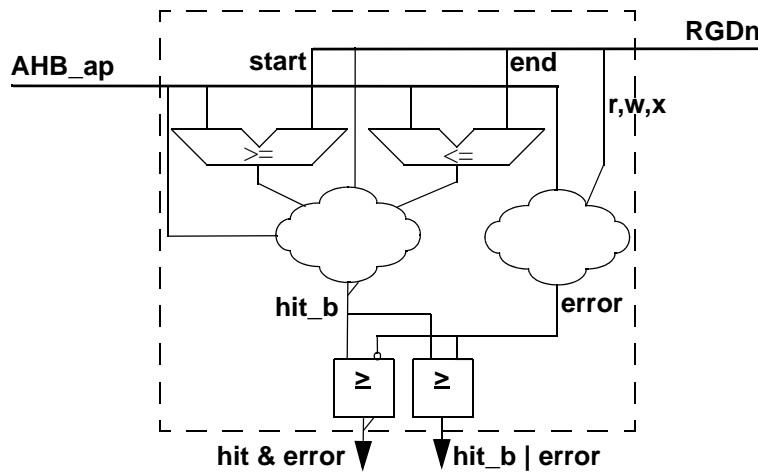 RGDn
AHB_ap
start
end
r,w,x
>=
<=
hit_b
error
≥
≥
hit & error
hit_b | error